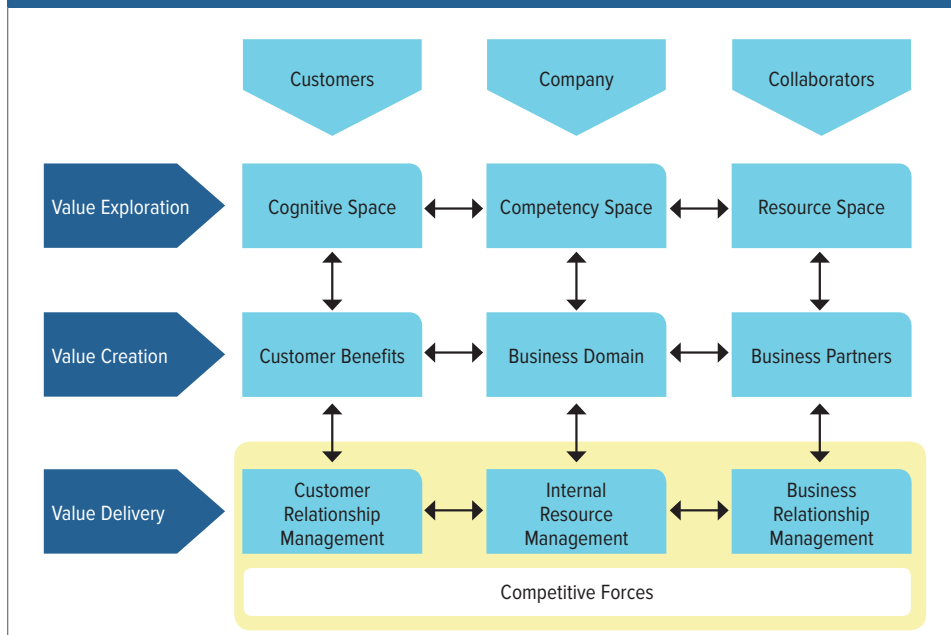 Customers
Company
Collaborators
Value Exploration
Cognitive Space
Competency Space
Resource Space
Value Creation
Customer Benefits
Business Domain
Business Partners
Value Delivery
Customer
Relationship
Management
Internal
Resource
Management
Business
Relationship
Management
Competitive Forces